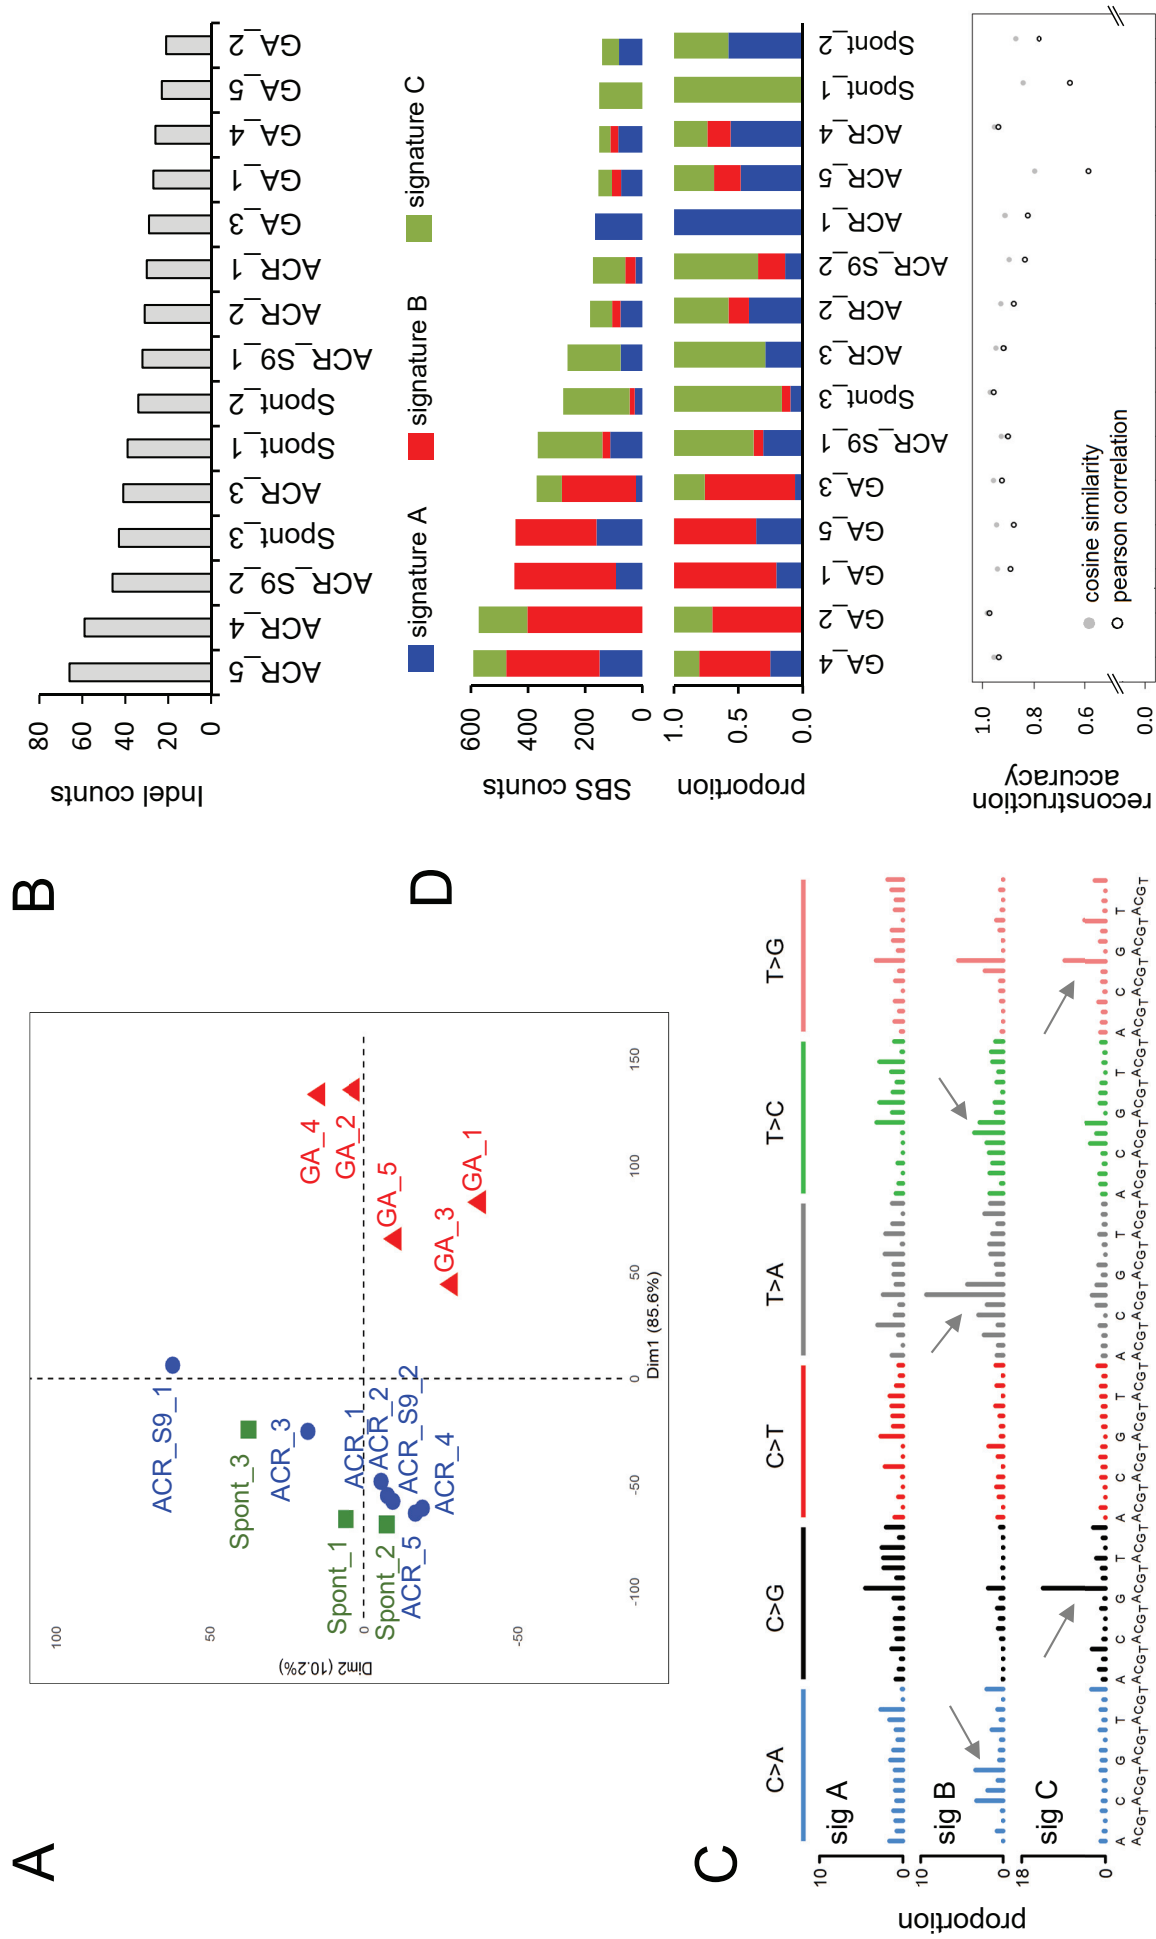 A
100
50
0
-50
Dim2 (10.2%)
-100
-50
0
50
100
150
Dim1 (85.6%)
ACR_S9_1
Spont_3
ACR_3
Spont_1
ACR_1
Spont_2
ACR_2
ACR_5
ACR_S9_2
ACR_4
GA_4
GA_2
GA_5
GA_3
GA_1
B
Indel counts
80
60
40
20
0
ACR_5
ACR_4
ACR_S9_2
Spont_3
ACR_3
Spont_1
Spont_2
ACR_S9_1
ACR_2
ACR_1
GA_3
GA_1
GA_4
GA_5
GA_2
C
C>A C>G C>T T>A T>C T>G
proportion
10
0
sig A
10
0
sig B
18
0
sig C
A C G T A C G T A C G T A C G T A C G T A C G T
ACGTACGTACGTACGTACGTACGTACGTACGTACGTACGTACGTACGTACGTACGTACGTACGTACGTACGTACGTACGTACGTACGTACGTACGT
D
signature A signature B signature C
SBS counts
600
400
200
0
proportion
1.0
0.5
0.0
GA_4
GA_2
GA_1
GA_5
GA_3
ACR_S9_1
Spont_3
ACR_3
ACR_2
ACR_S9_2
ACR_1
ACR_5
ACR_4
Spont_1
Spont_2
reconstruction
accuracy
1.0
0.8
0.6
0.0
cosine similarity
pearson correlation